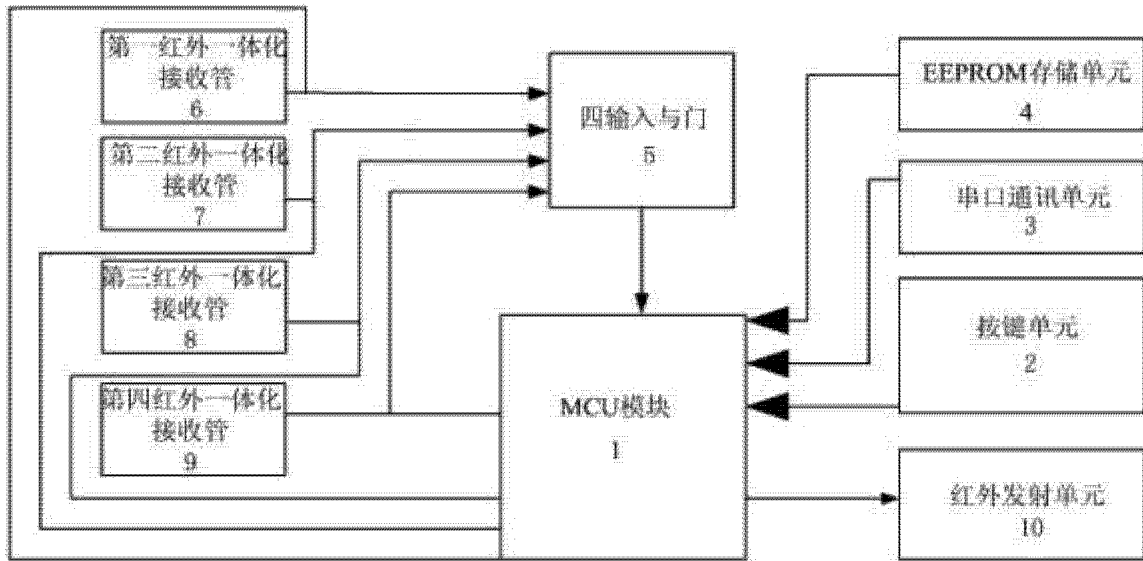 第一红外一体化
接收管
6
第二红外一体化
接收管
7
第三红外一体化
接收管
8
第四红外一体化
接收管
9
四输入与门
5
MCU模块
1
EEPROM存储单元
4
串口通讯单元
3
按键单元
2
红外发射单元
10